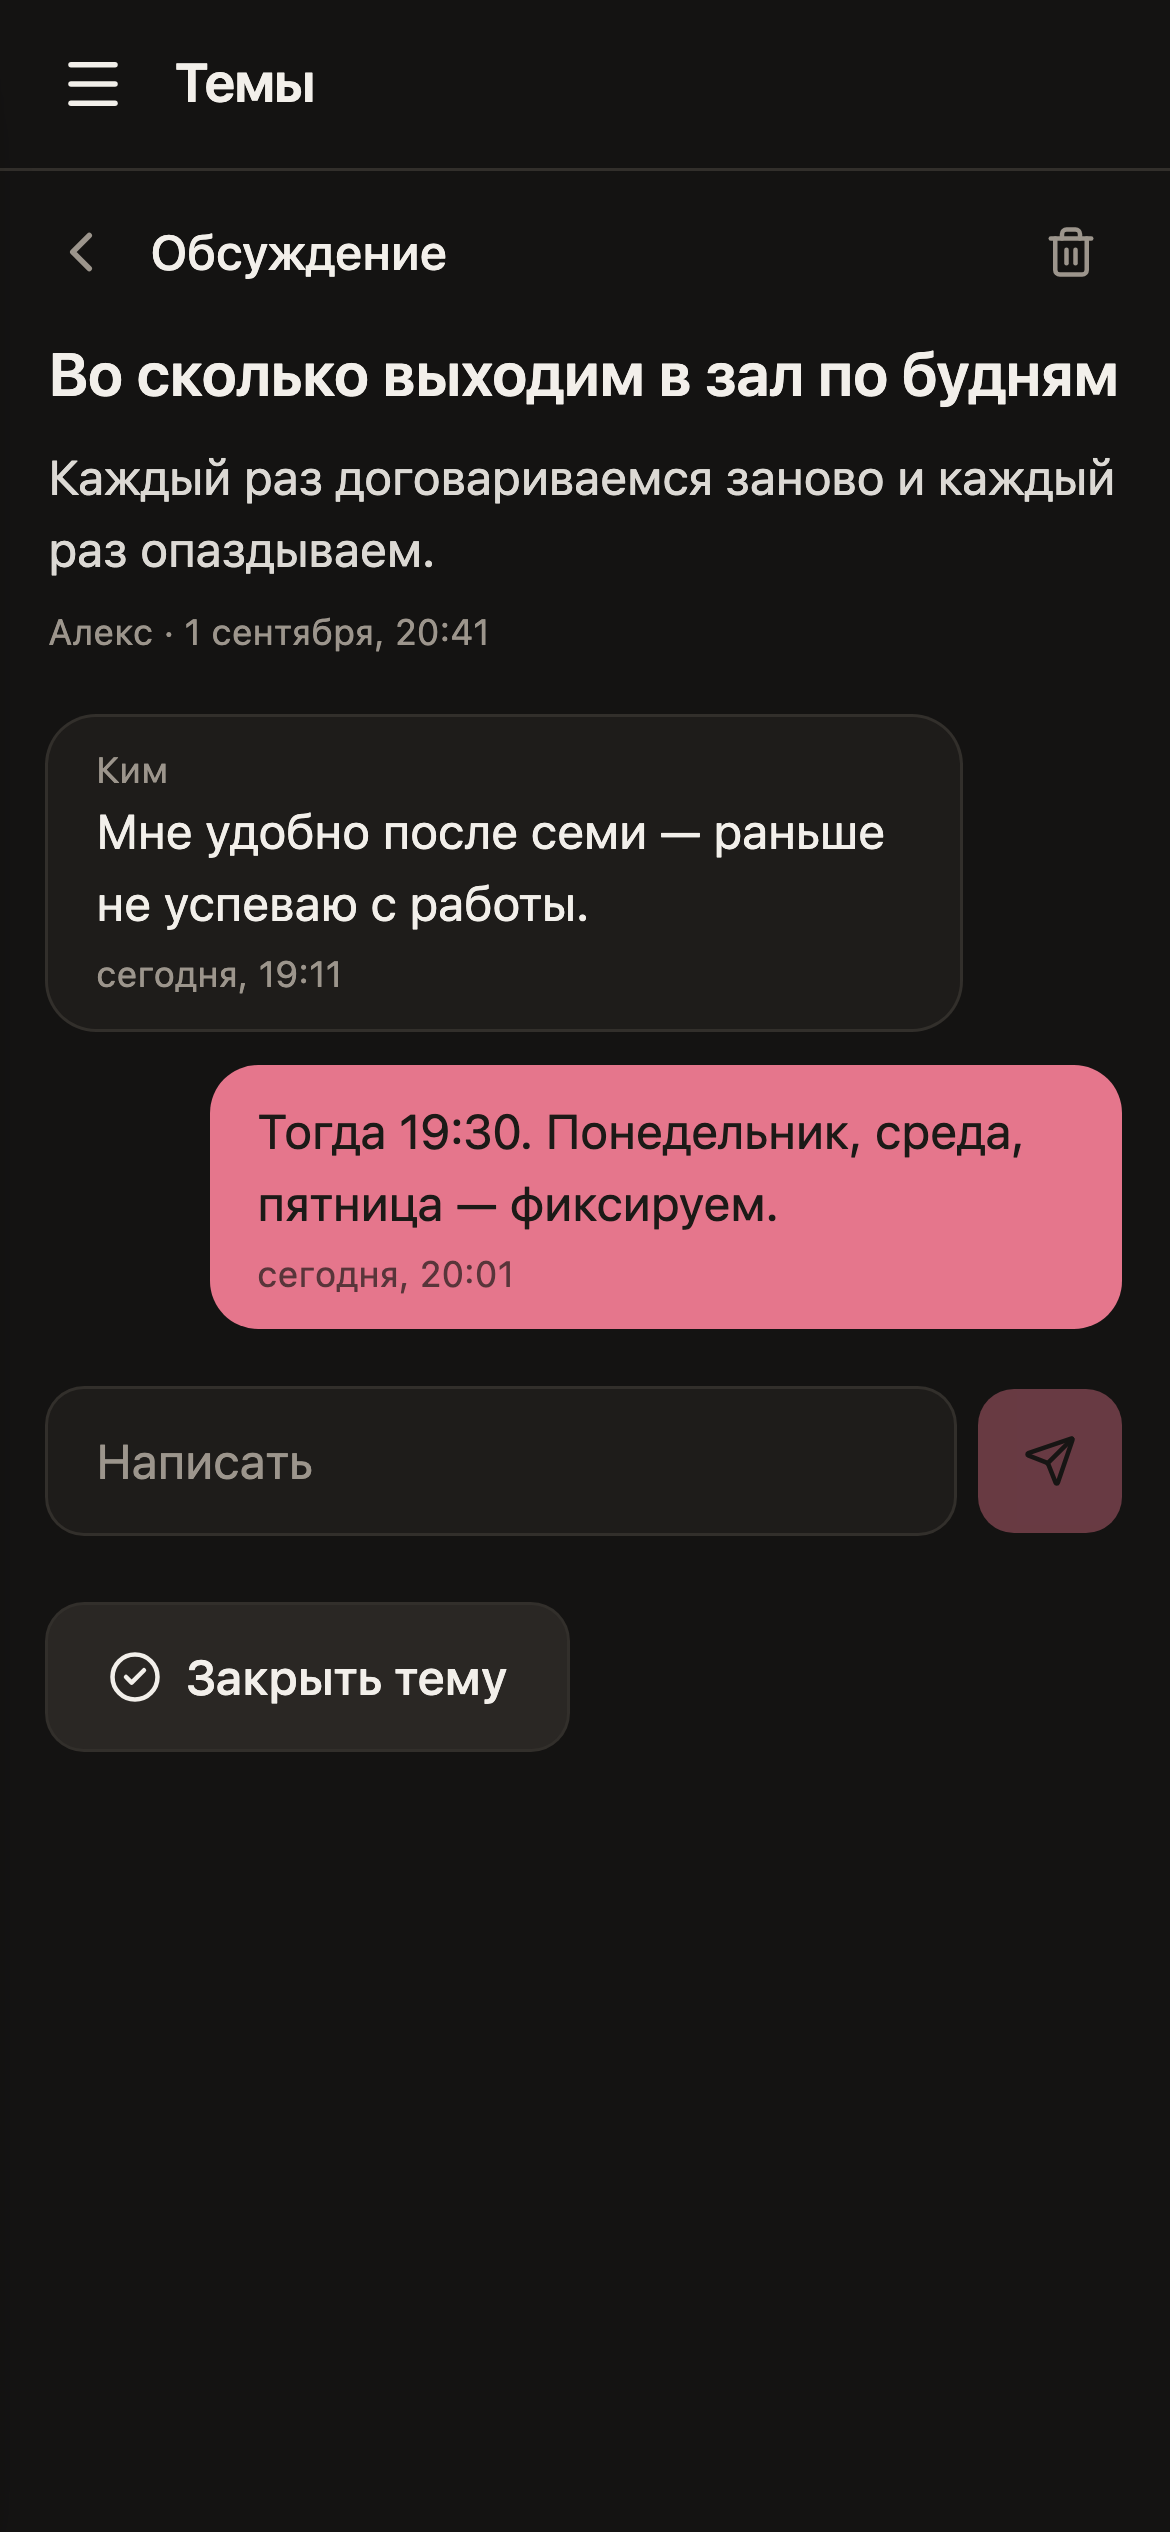 Темы
Обсуждение
Во сколько выходим в зал по будням
Каждый раз договариваемся заново и каждый
раз опаздываем.
Алекс · 1 сентября, 20:41
Ким
Мне удобно после семи — раньше
не успеваю с работы.
сегодня, 19:11
Тогда 19:30. Понедельник, среда,
пятница — фиксируем.
сегодня, 20:01
Написать
Закрыть тему